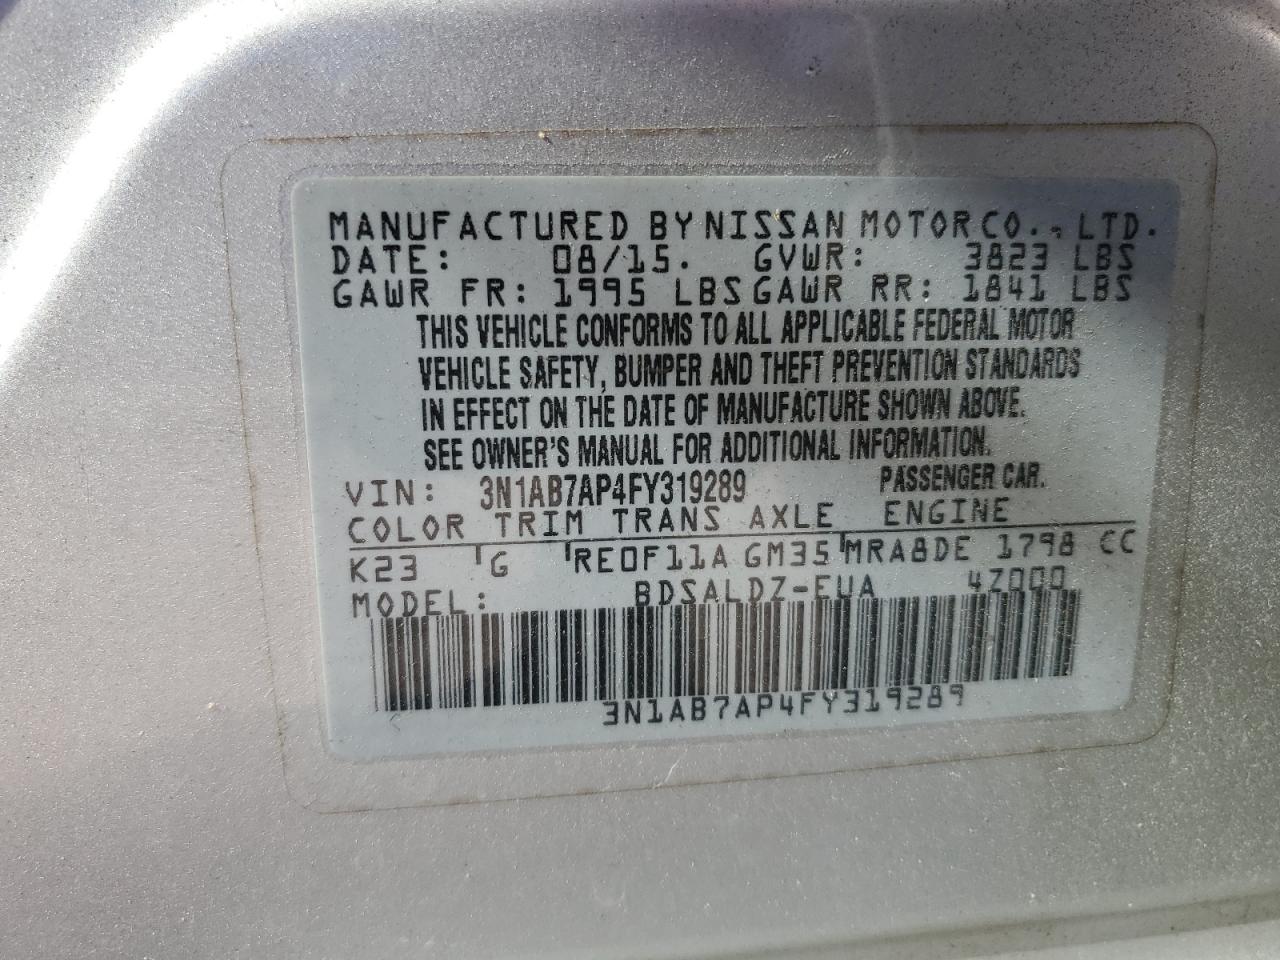 MANUFACTURED BY NISSAN MOTOR CO., LTD.
DATE: 08/15. GVWR: 3823 LBS
GAWR FR: 1995 LBS GAWR RR: 1841 LBS
THIS VEHICLE CONFORMS TO ALL APPLICABLE FEDERAL MOTOR
VEHICLE SAFETY, BUMPER AND THEFT PREVENTION STANDARDS
IN EFFECT ON THE DATE OF MANUFACTURE SHOWN ABOVE.
SEE OWNER'S MANUAL FOR ADDITIONAL INFORMATION.
VIN: 3N1AB7AP4FY319289 PASSENGER CAR.
COLOR TRIM TRANS AXLE ENGINE
K23 G RE0F11A GM35 MRA8DE 1798 CC
MODEL: BDSALDZ-EUA 4Z000
3N1AB7AP4FY319289